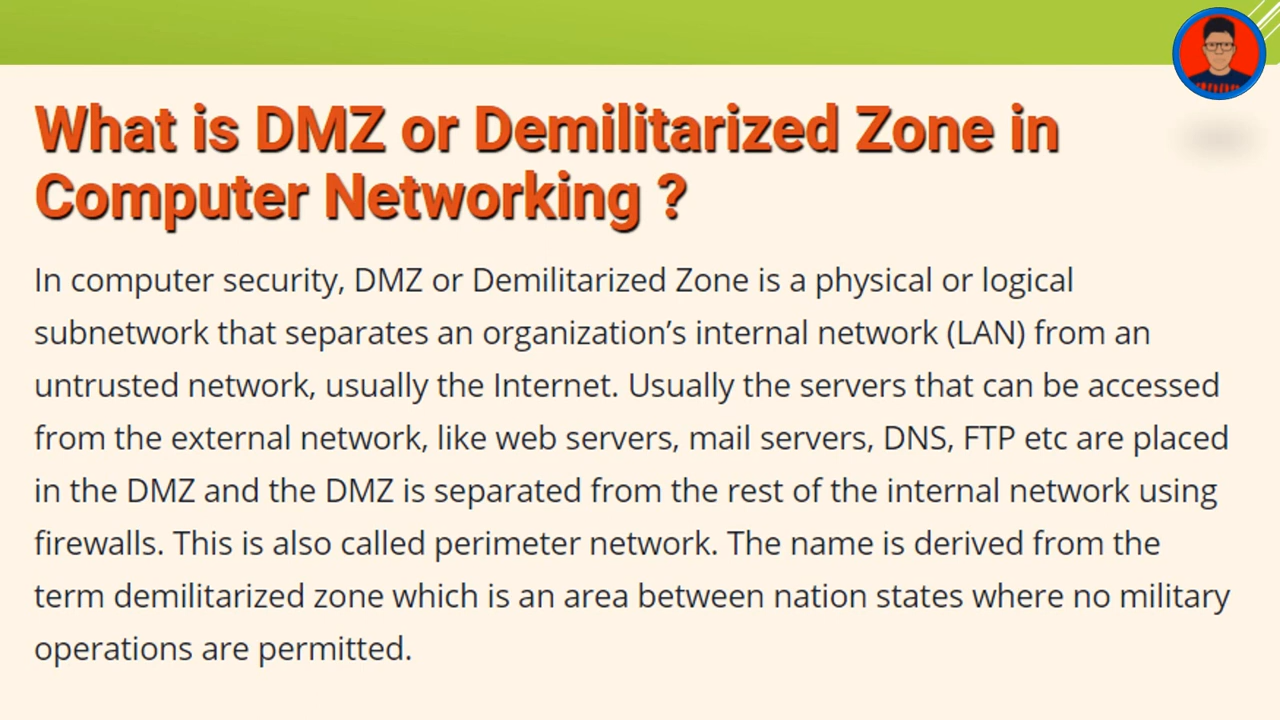 What is DMZ or Demilitarized Zone in
Computer Networking ?
In computer security, DMZ or Demilitarized Zone is a physical or logical
subnetwork that separates an organization’s internal network (LAN) from an
untrusted network, usually the Internet. Usually the servers that can be accessed
from the external network, like web servers, mail servers, DNS, FTP etc are placed
in the DMZ and the DMZ is separated from the rest of the internal network using
firewalls. This is also called perimeter network. The name is derived from the
term demilitarized zone which is an area between nation states where no military
operations are permitted.